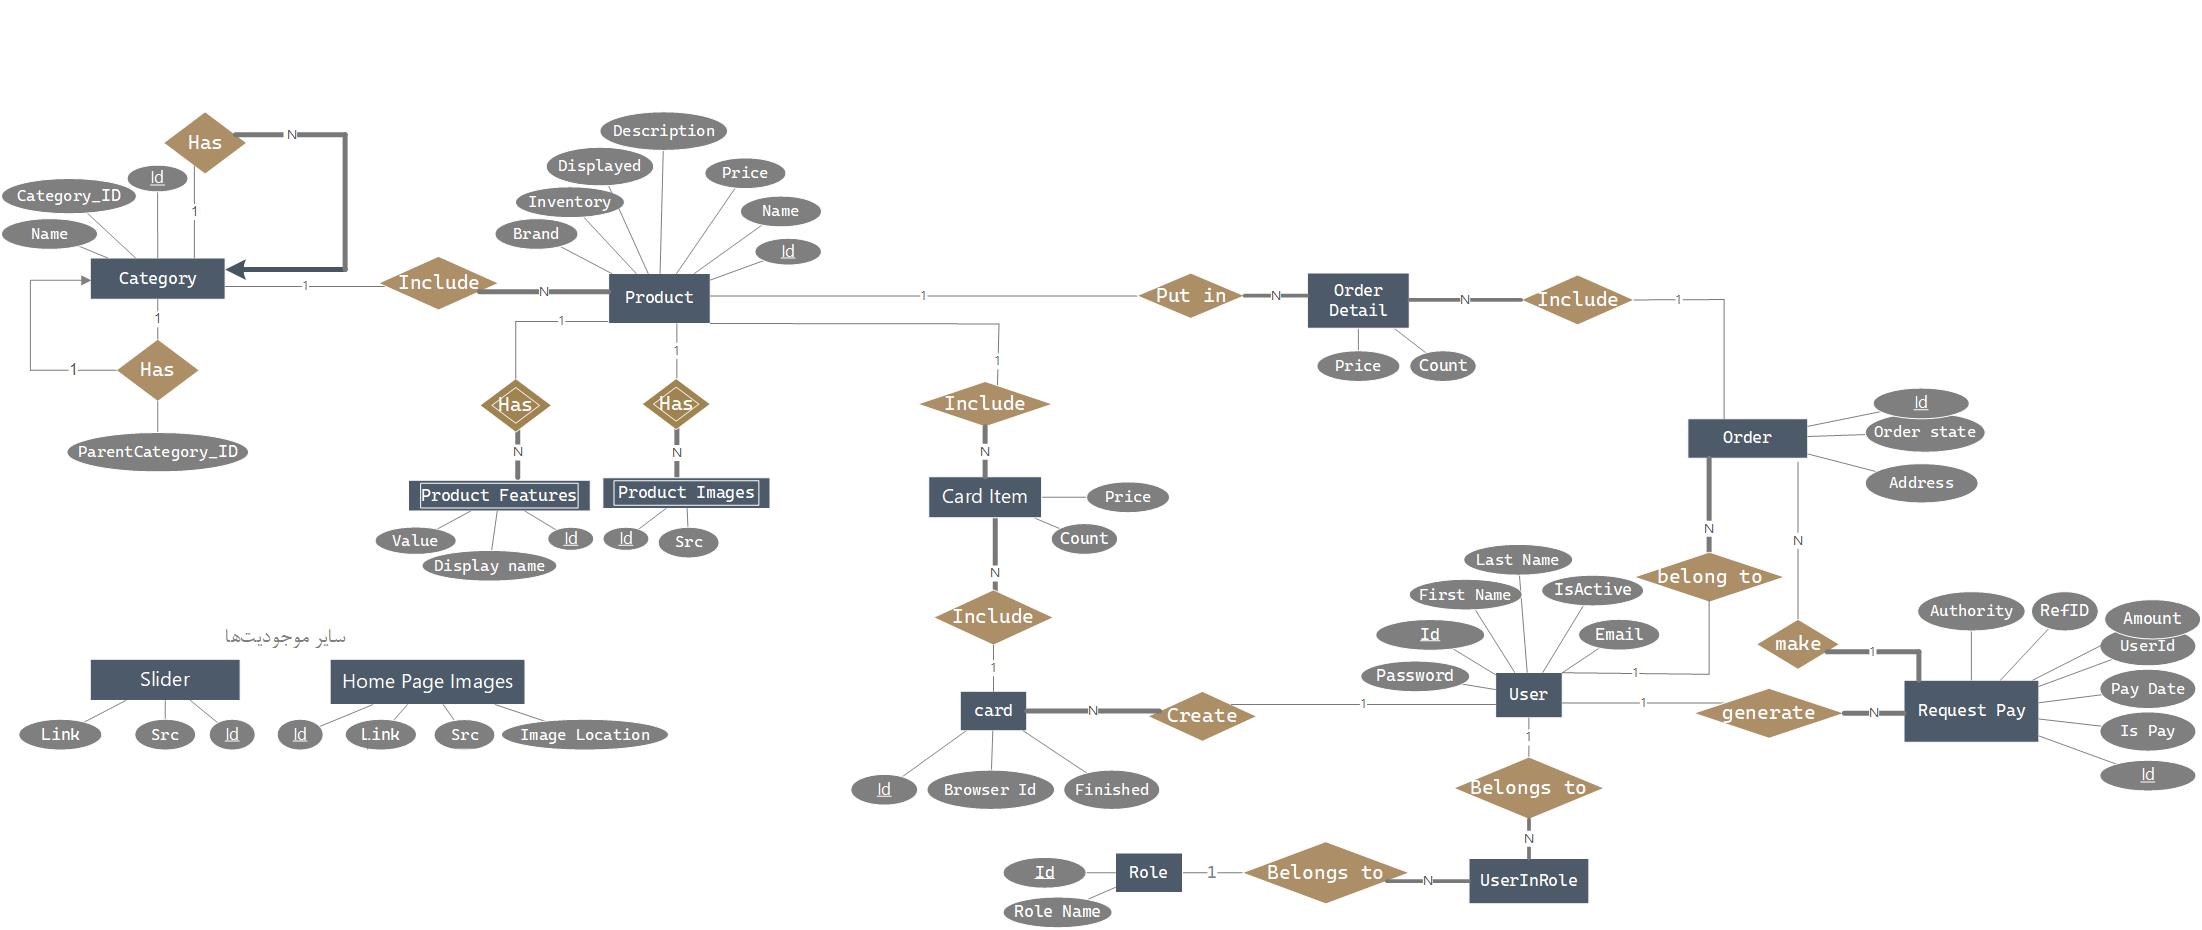 Has
N
Description
Displayed
Price
Id
Category_ID
Inventory
Name
1
Name
Brand
Id
Category
1
Include
N
Product
1
Put in
N
Order
Detail
N
Include
1
1
1
1
1
Price
Count
1
Has
ParentCategory_ID
Has
Has
Include
Id
Order state
Order
Address
N
N
N
Product Features
Product Images
Card Item
Price
Value
Id
Display name
Id
Src
Count
N
N
Last Name
First Name
IsActive
belong to
N
Include
Id
Email
Password
1
make
1
Authority
RefID
Amount
UserId
Pay Date
Is Pay
Id
Request Pay
سایر موجودیت‌ها
Slider
Home Page Images
Link
Src
Id
Id
Link
Src
Image Location
1
card
N
Create
1
User
1
generate
N
Id
Browser Id
Finished
1
Belongs to
N
Id
Role Name
Role
1
Belongs to
N
UserInRole